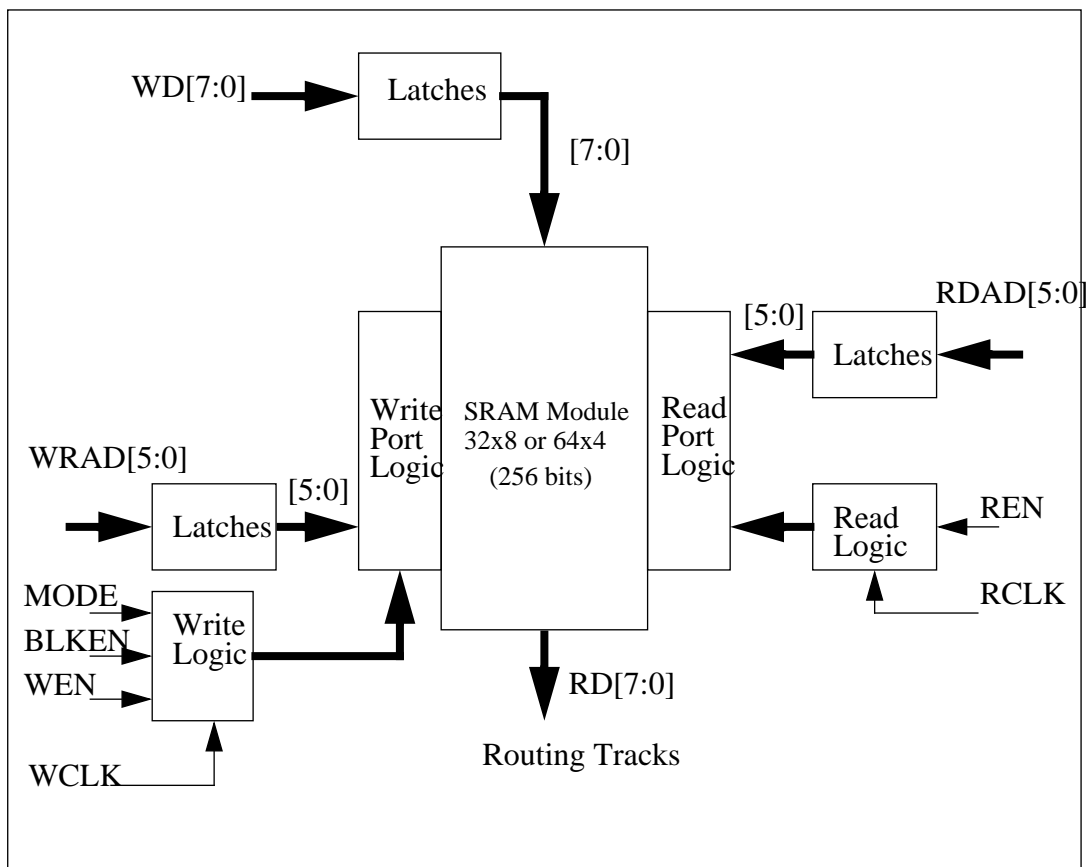 WD[7:0]
Latches
[7:0]
RDAD[5:0]
[5:0]
Latches
Write
Port
Logic
SRAM Module
32x8 or 64x4
(256 bits)
Read
Port
Logic
WRAD[5:0]
[5:0]
Latches
Read
Logic
REN
RCLK
MODE
BLKEN
WEN
Write
Logic
WCLK
RD[7:0]
Routing Tracks